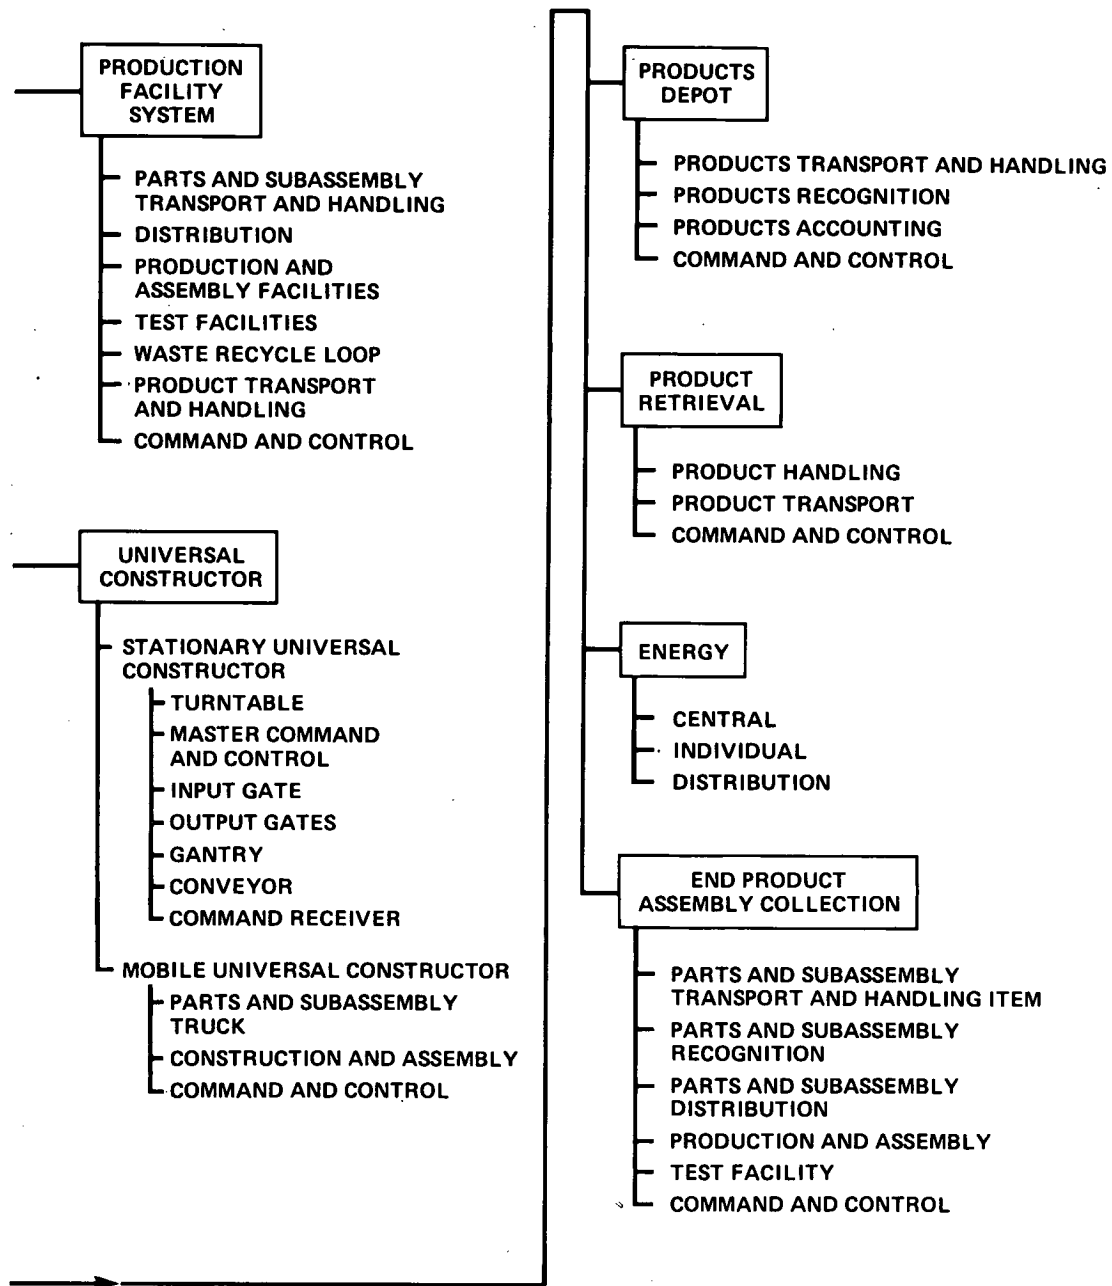 PRODUCTION
FACILITY
SYSTEM
PARTS AND SUBASSEMBLY
TRANSPORT AND HANDLING
DISTRIBUTION
PRODUCTION AND
ASSEMBLY FACILITIES
TEST FACILITIES
WASTE RECYCLE LOOP
PRODUCT TRANSPORT
AND HANDLING
COMMAND AND CONTROL
UNIVERSAL
CONSTRUCTOR
STATIONARY UNIVERSAL
CONSTRUCTOR
TURNTABLE
MASTER COMMAND
AND CONTROL
INPUT GATE
OUTPUT GATES
GANTRY
CONVEYOR
COMMAND RECEIVER
MOBILE UNIVERSAL CONSTRUCTOR
PARTS AND SUBASSEMBLY
TRUCK
CONSTRUCTION AND ASSEMBLY
COMMAND AND CONTROL
PRODUCTS
DEPOT
PRODUCTS TRANSPORT AND HANDLING
PRODUCTS RECOGNITION
PRODUCTS ACCOUNTING
COMMAND AND CONTROL
PRODUCT
RETRIEVAL
PRODUCT HANDLING
PRODUCT TRANSPORT
COMMAND AND CONTROL
ENERGY
CENTRAL
INDIVIDUAL
DISTRIBUTION
END PRODUCT
ASSEMBLY COLLECTION
PARTS AND SUBASSEMBLY
TRANSPORT AND HANDLING ITEM
PARTS AND SUBASSEMBLY
RECOGNITION
PARTS AND SUBASSEMBLY
DISTRIBUTION
PRODUCTION AND ASSEMBLY
TEST FACILITY
COMMAND AND CONTROL